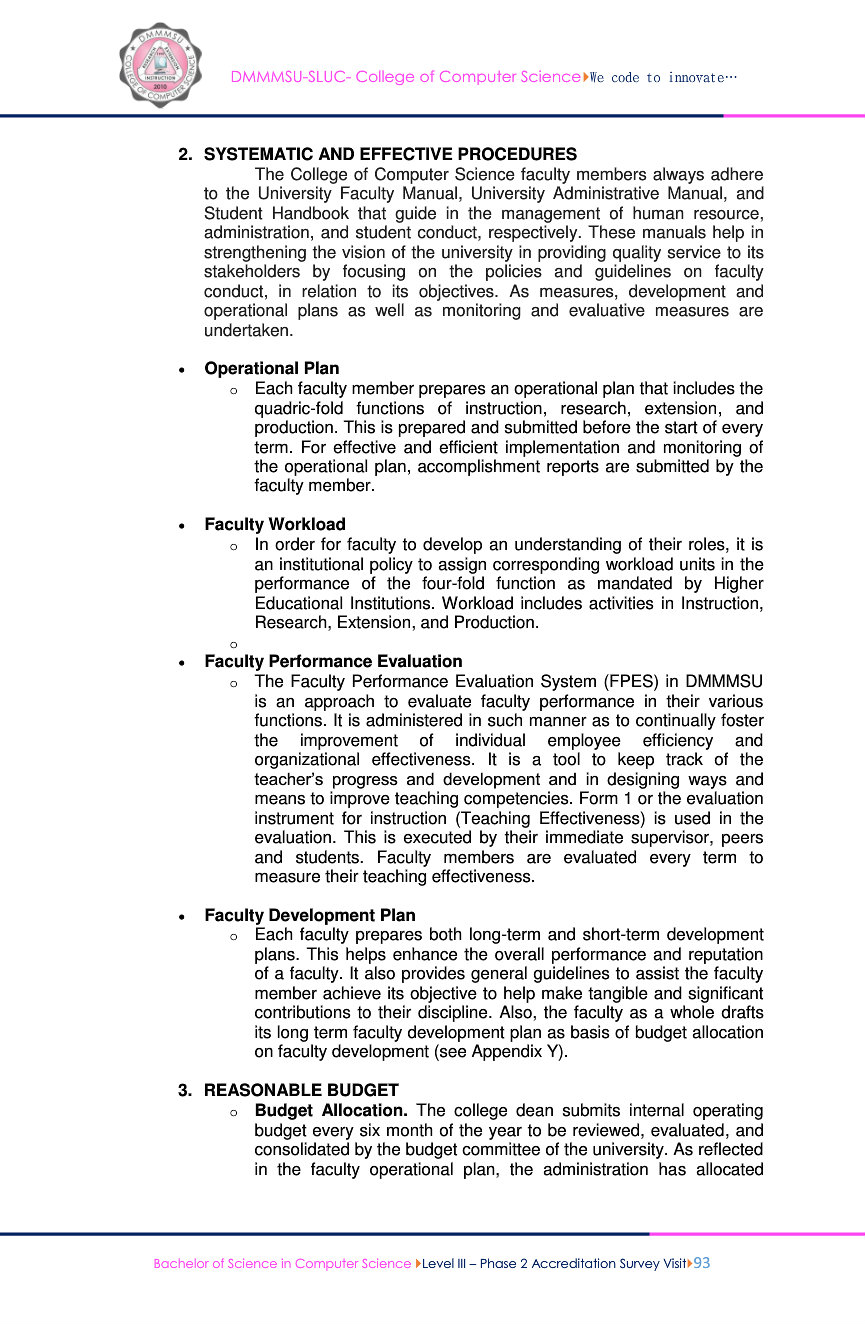 DMMMSU
COLLEGE OF COMPUTER SCIENCE
RESEARCH
EXTENSION
INSTRUCTION
2010
DMMMSU-SLUC- College of Computer Science We code to innovate…
2. SYSTEMATIC AND EFFECTIVE PROCEDURES
The College of Computer Science faculty members always adhere
to the University Faculty Manual, University Administrative Manual, and
Student Handbook that guide in the management of human resource,
administration, and student conduct, respectively. These manuals help in
strengthening the vision of the university in providing quality service to its
stakeholders by focusing on the policies and guidelines on faculty
conduct, in relation to its objectives. As measures, development and
operational plans as well as monitoring and evaluative measures are
undertaken.
• Operational Plan
o Each faculty member prepares an operational plan that includes the
quadric-fold functions of instruction, research, extension, and
production. This is prepared and submitted before the start of every
term. For effective and efficient implementation and monitoring of
the operational plan, accomplishment reports are submitted by the
faculty member.
• Faculty Workload
o In order for faculty to develop an understanding of their roles, it is
an institutional policy to assign corresponding workload units in the
performance of the four-fold function as mandated by Higher
Educational Institutions. Workload includes activities in Instruction,
Research, Extension, and Production.
o
• Faculty Performance Evaluation
o The Faculty Performance Evaluation System (FPES) in DMMMSU
is an approach to evaluate faculty performance in their various
functions. It is administered in such manner as to continually foster
the improvement of individual employee efficiency and
organizational effectiveness. It is a tool to keep track of the
teacher’s progress and development and in designing ways and
means to improve teaching competencies. Form 1 or the evaluation
instrument for instruction (Teaching Effectiveness) is used in the
evaluation. This is executed by their immediate supervisor, peers
and students. Faculty members are evaluated every term to
measure their teaching effectiveness.
• Faculty Development Plan
o Each faculty prepares both long-term and short-term development
plans. This helps enhance the overall performance and reputation
of a faculty. It also provides general guidelines to assist the faculty
member achieve its objective to help make tangible and significant
contributions to their discipline. Also, the faculty as a whole drafts
its long term faculty development plan as basis of budget allocation
on faculty development (see Appendix Y).
3. REASONABLE BUDGET
o Budget Allocation. The college dean submits internal operating
budget every six month of the year to be reviewed, evaluated, and
consolidated by the budget committee of the university. As reflected
in the faculty operational plan, the administration has allocated
Bachelor of Science in Computer Science Level III – Phase 2 Accreditation Survey Visit 93